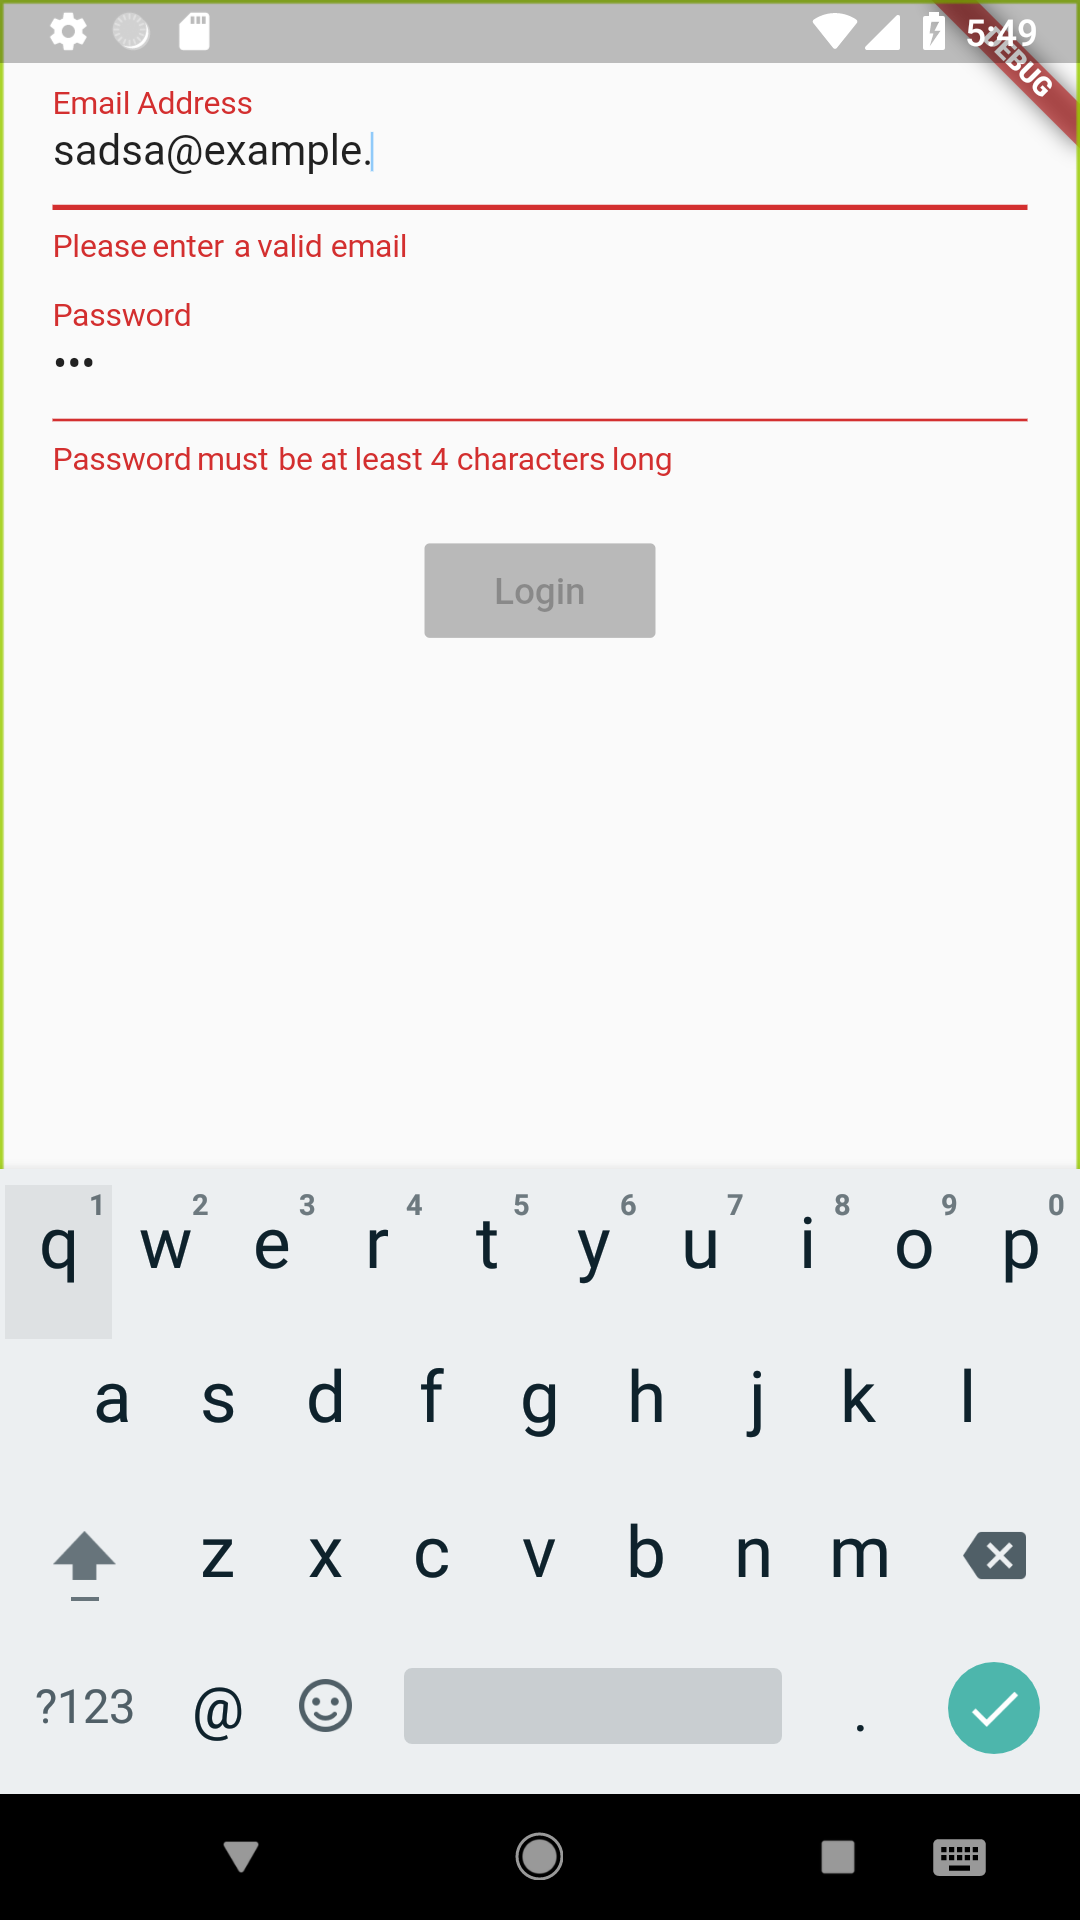 5:49
DEBUG
Email Address
sadsa@example.
Please enter a valid email
Password
•••
Password must be at least 4 characters long
Login
1 2 3 4 5 6 7 8 9 0
q w e r t y u i o p
a s d f g h j k l
z x c v b n m
?123 @ .